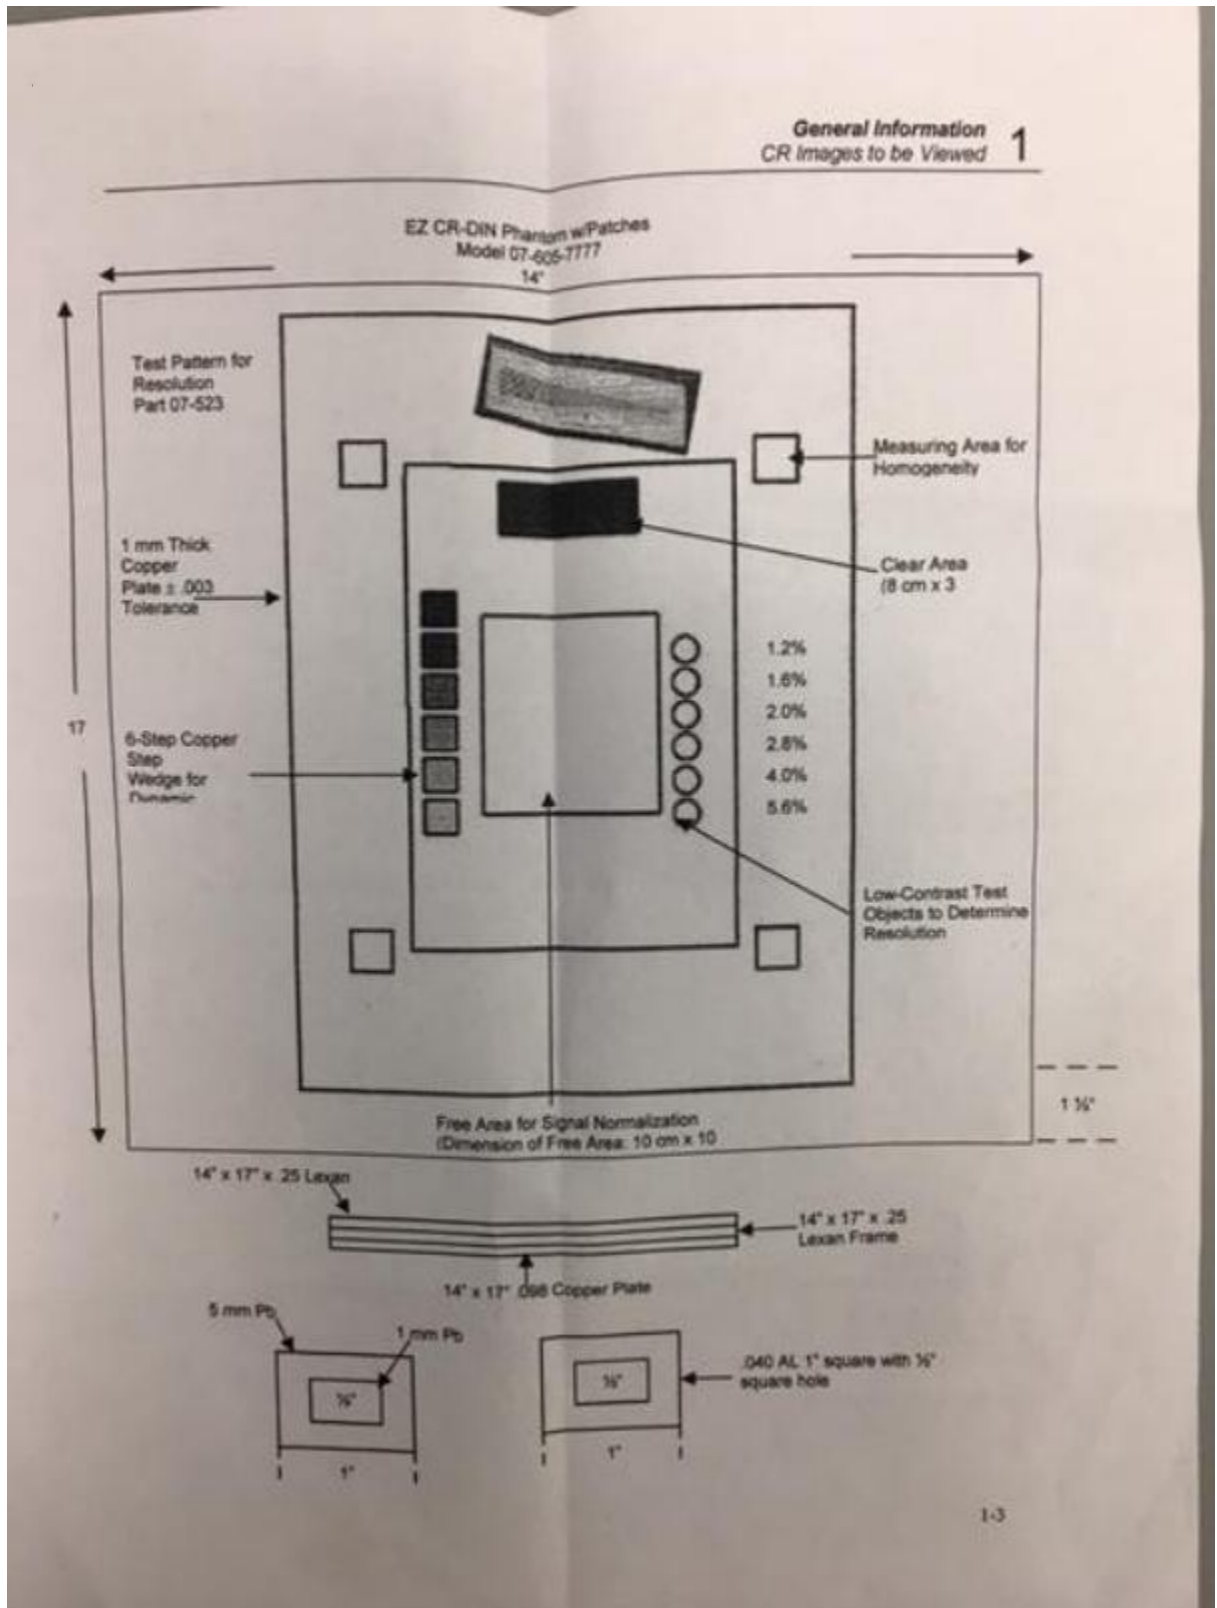 General Information
CR Images to be Viewed
1
EZ CR-DIN Phantom w/Patches
Model 07-605-7777
14"
Test Pattern for
Resolution
Part 07-523
Measuring Area for
Homogeneity
1 mm Thick
Copper
Plate ± .003
Tolerance
Clear Area
(8 cm x 3
1.2%
1.6%
2.0%
2.8%
4.0%
5.6%
17
6-Step Copper
Step
Wedge for
Dynamic
Low-Contrast Test
Objects to Determine
Resolution
Free Area for Signal Normalization
(Dimension of Free Area: 10 cm x 10
1 ½"
14" x 17" x .25 Lexan
14" x 17" x .25
Lexan Frame
14" x 17" .098 Copper Plate
5 mm Pb
1 mm Pb
½"
1"
½"
1"
.040 AL 1" square with ½"
square hole
1-3